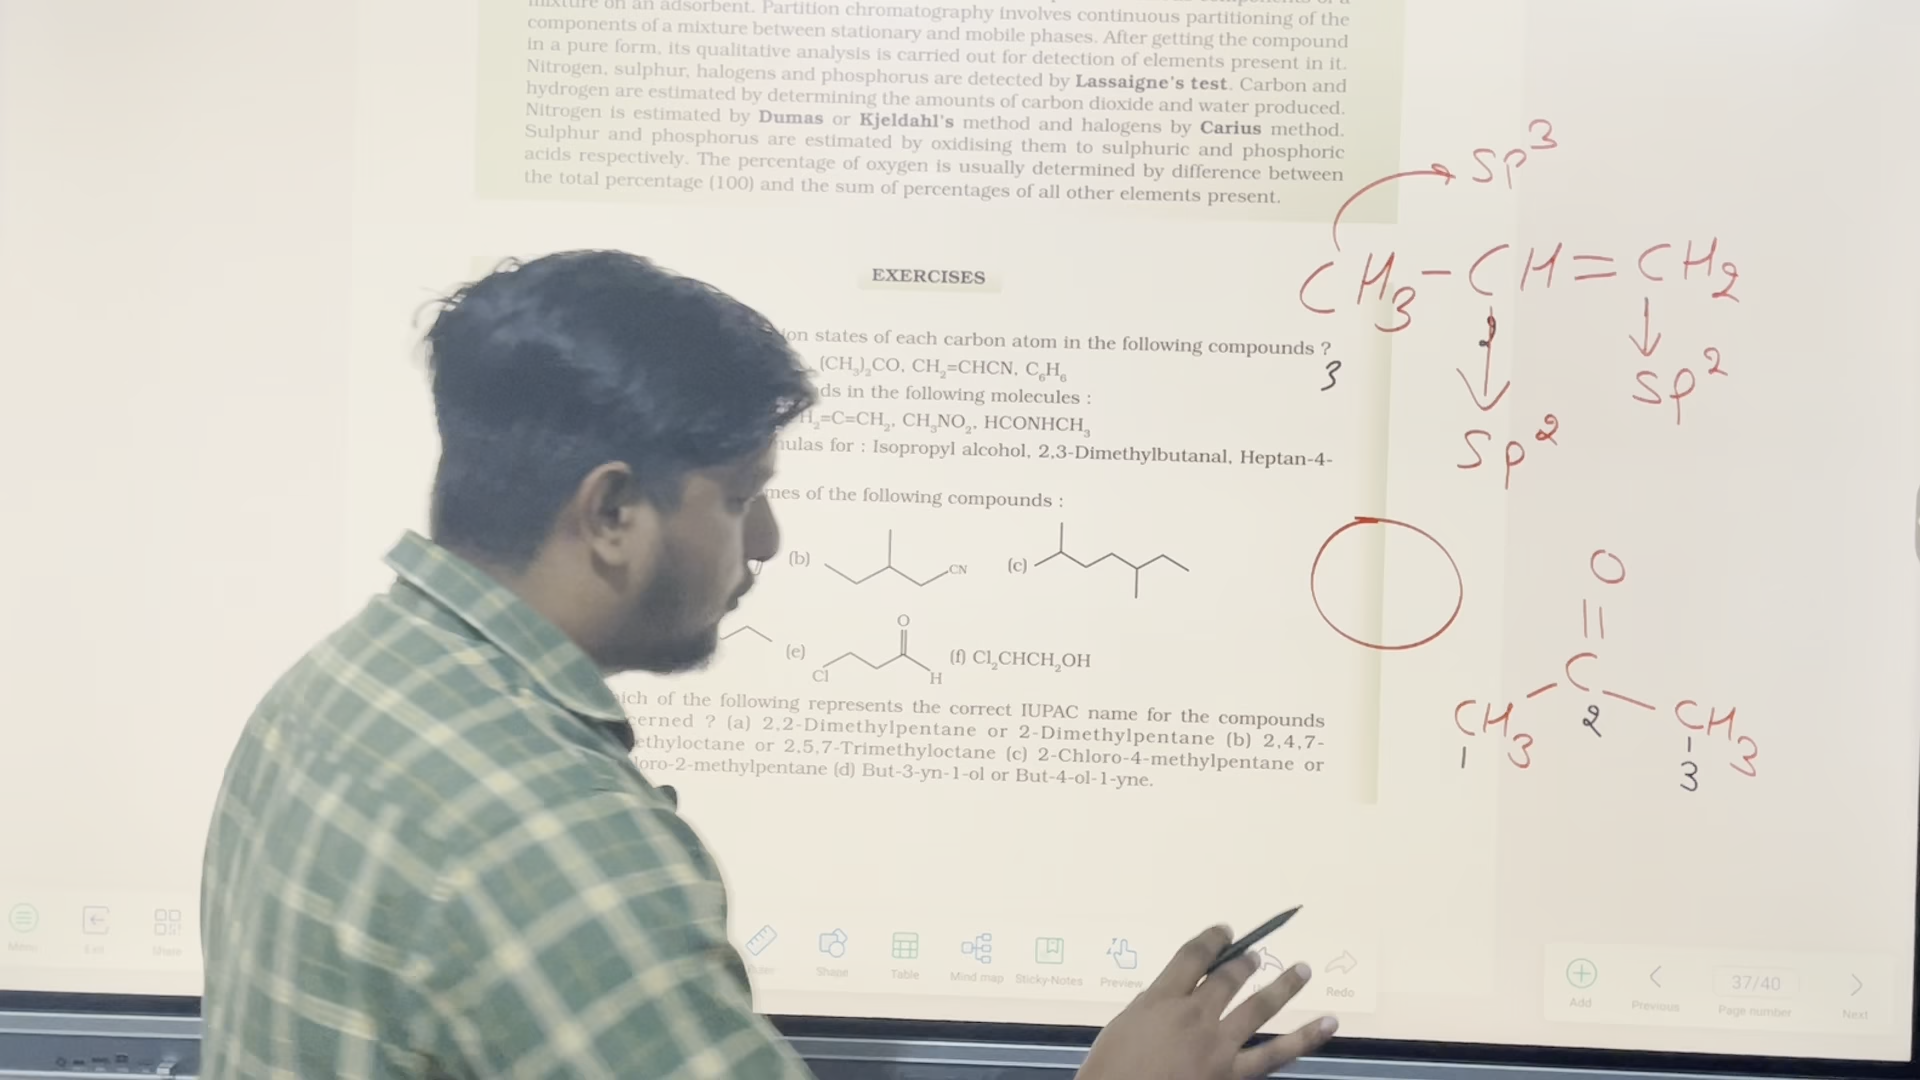 mixture on an adsorbent. Partition chromatography involves continuous partitioning of the
components of a mixture between stationary and mobile phases. After getting the compound
in a pure form, its qualitative analysis is carried out for detection of elements present in it.
Nitrogen, sulphur, halogens and phosphorus are detected by Lassaigne's test. Carbon and
hydrogen are estimated by determining the amounts of carbon dioxide and water produced.
Nitrogen is estimated by Dumas or Kjeldahl's method and halogens by Carius method.
Sulphur and phosphorus are estimated by oxidising them to sulphuric and phosphoric
acids respectively. The percentage of oxygen is usually determined by difference between
the total percentage (100) and the sum of percentages of all other elements present.
EXERCISES
ion states of each carbon atom in the following compounds ?
(CH₃)₂CO, CH₂=CHCN, C₆H₆
ds in the following molecules :
H₂=C=CH₂, CH₃NO₂, HCONHCH₃
ulas for : Isopropyl alcohol, 2,3-Dimethylbutanal, Heptan-4-
mes of the following compounds :
(b) CN (c)
(e) Cl O H (f) Cl₂CHCH₂OH
ich of the following represents the correct IUPAC name for the compounds
cerned ? (a) 2,2-Dimethylpentane or 2-Dimethylpentane (b) 2,4,7-
ethyloctane or 2,5,7-Trimethyloctane (c) 2-Chloro-4-methylpentane or
loro-2-methylpentane (d) But-3-yn-1-ol or But-4-ol-1-yne.
Sp³
CH₃-CH=CH₂
3 2
Sp² Sp²
O
||
C
CH₃ 2 CH₃
1 3
Menu Exit Share Ruler Shape Table Mind map Sticky-Notes Preview Redo
Add Previous 37/40 Page number Next